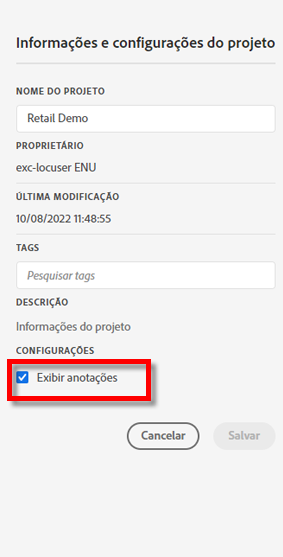 Informações e configurações do projeto
NOME DO PROJETO
Retail Demo
PROPRIETÁRIO
exc-locuser ENU
ÚLTIMA MODIFICAÇÃO
10/08/2022 11:48:55
TAGS
Pesquisar tags
DESCRIÇÃO
Informações do projeto
CONFIGURAÇÕES
Exibir anotações
Cancelar Salvar